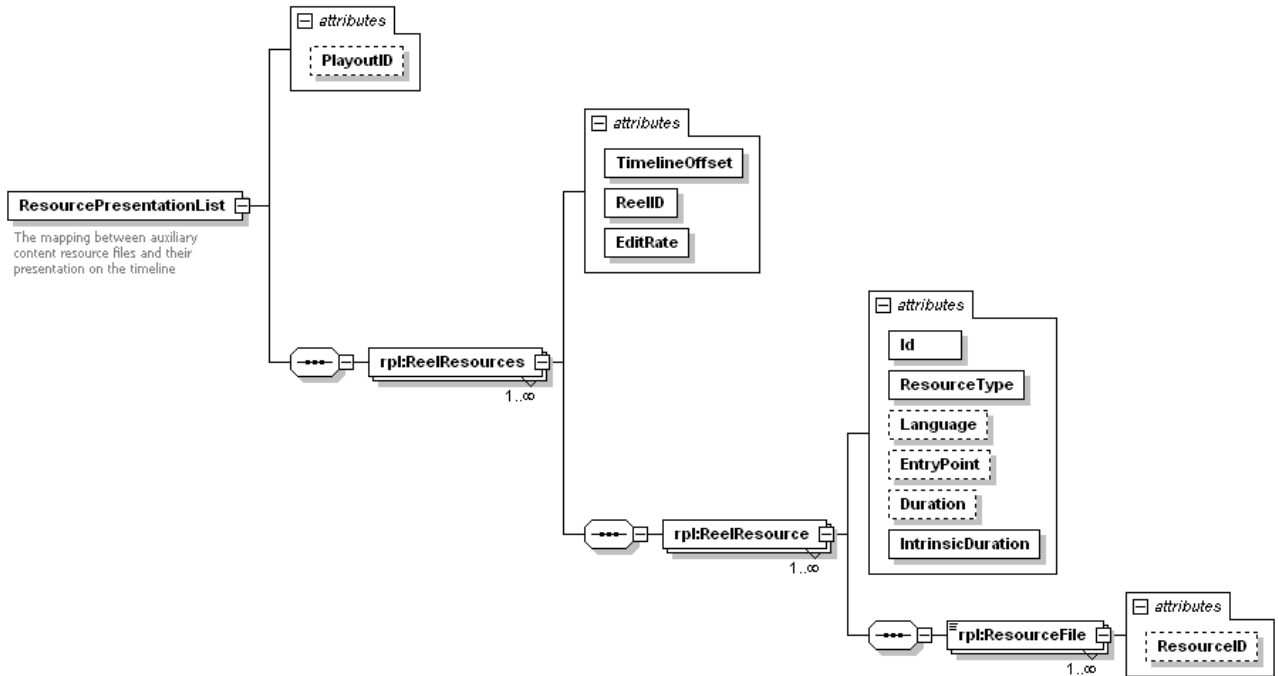 attributes
PlayoutID
attributes
TimelineOffset
ReelID
EditRate
ResourcePresentationList
The mapping between auxiliary
content resource files and their
presentation on the timeline
attributes
Id
rpl:ReelResources
1..∞
ResourceType
Language
EntryPoint
Duration
rpl:ReelResource
1..∞
IntrinsicDuration
attributes
rpl:ResourceFile
1..∞
ResourceID